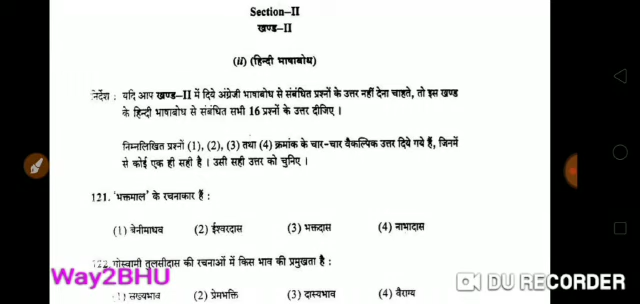 Section–II
खण्ड–II
(ii) (हिन्दी भाषाबोध)
निर्देश : यदि आप खण्ड–II में दिये अंग्रेजी भाषाबोध से संबंधित प्रश्नों के उत्तर नहीं देना चाहते, तो इस खण्ड
के हिन्दी भाषाबोध से संबंधित सभी 16 प्रश्नों के उत्तर दीजिए ।
निम्नलिखित प्रश्नों (1), (2), (3) तथा (4) क्रमांक के चार-चार वैकल्पिक उत्तर दिये गये हैं, जिनमें
से कोई एक ही सही है । उसी सही उत्तर को चुनिए ।
121. 'भक्तमाल' के रचनाकार हैं :
(1) बेनीमाधव (2) ईश्वरदास (3) भक्तदास (4) नाभादास
122. गोस्वामी तुलसीदास की रचनाओं में किस भाव की प्रमुखता है :
Way2BHU
DU RECORDER
(1) सख्यभाव (2) प्रेमभक्ति (3) दास्यभाव (4) वैराग्य